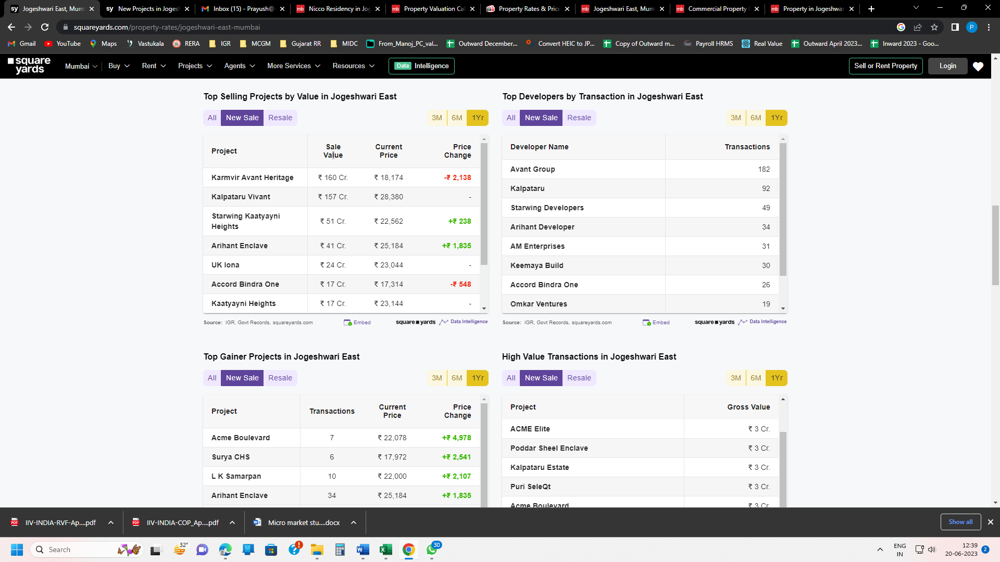 Jogeshwari East, Mum
New Projects in Jogesh
Inbox (15) - Prayush@
Nicco Residency in Jog
Property Valuation Cal
Property Rates & Price
Jogeshwari East, Mum
Commercial Property
Property in Jogeshwar
squareyards.com/property-rates/jogeshwari-east-mumbai
P
Gmail
YouTube
Maps
Vastukala
RERA
IGR
MCGM
Gujarat RR
MIDC
From_Manoj_PC_val...
Outward December...
Convert HEIC to JP...
Copy of Outward m...
Payroll HRMS
Real Value
Outward April 2023...
Inward 2023 - Goo...
square yards
Mumbai
Buy
Rent
Projects
Agents
More Services
Resources
Data Intelligence
Sell or Rent Property
Login
Top Selling Projects by Value in Jogeshwari East
All New Sale Resale
3M 6M 1Yr
Project Sale Value Current Price Price Change
Karmvir Avant Heritage ₹ 160 Cr. ₹ 18,174 -₹ 2,138
Kalpataru Vivant ₹ 157 Cr. ₹ 28,380 -
Starwing Kaatyayni Heights ₹ 51 Cr. ₹ 22,562 +₹ 238
Arihant Enclave ₹ 41 Cr. ₹ 25,184 +₹ 1,835
UK Iona ₹ 24 Cr. ₹ 23,044 -
Accord Bindra One ₹ 17 Cr. ₹ 17,314 -₹ 548
Kaatyayni Heights ₹ 17 Cr. ₹ 23,144 -
Source: IGR, Govt Records, squareyards.com
Embed
square yards Data Intelligence
Top Developers by Transaction in Jogeshwari East
All New Sale Resale
3M 6M 1Yr
Developer Name Transactions
Avant Group 182
Kalpataru 92
Starwing Developers 49
Arihant Developer 34
AM Enterprises 31
Keemaya Build 30
Accord Bindra One 26
Omkar Ventures 19
Source: IGR, Govt Records, squareyards.com
Embed
square yards Data Intelligence
Top Gainer Projects in Jogeshwari East
All New Sale Resale
3M 6M 1Yr
Project Transactions Current Price Price Change
Acme Boulevard 7 ₹ 22,078 +₹ 4,978
Surya CHS 6 ₹ 17,972 +₹ 2,541
L K Samarpan 10 ₹ 22,000 +₹ 2,107
Arihant Enclave 34 ₹ 25,184 +₹ 1,835
High Value Transactions in Jogeshwari East
All New Sale Resale
3M 6M 1Yr
Project Gross Value
ACME Elite ₹ 3 Cr.
Poddar Sheel Enclave ₹ 3 Cr.
Kalpataru Estate ₹ 3 Cr.
Puri SeleQt ₹ 3 Cr.
Acme Boulevard ₹ 3 Cr.
IIV-INDIA-RVF-Ap....pdf
IIV-INDIA-COP_Ap....pdf
Micro market stu....docx
Show all
Search
32°
30
ENG
IN
12:39
20-06-2023
2